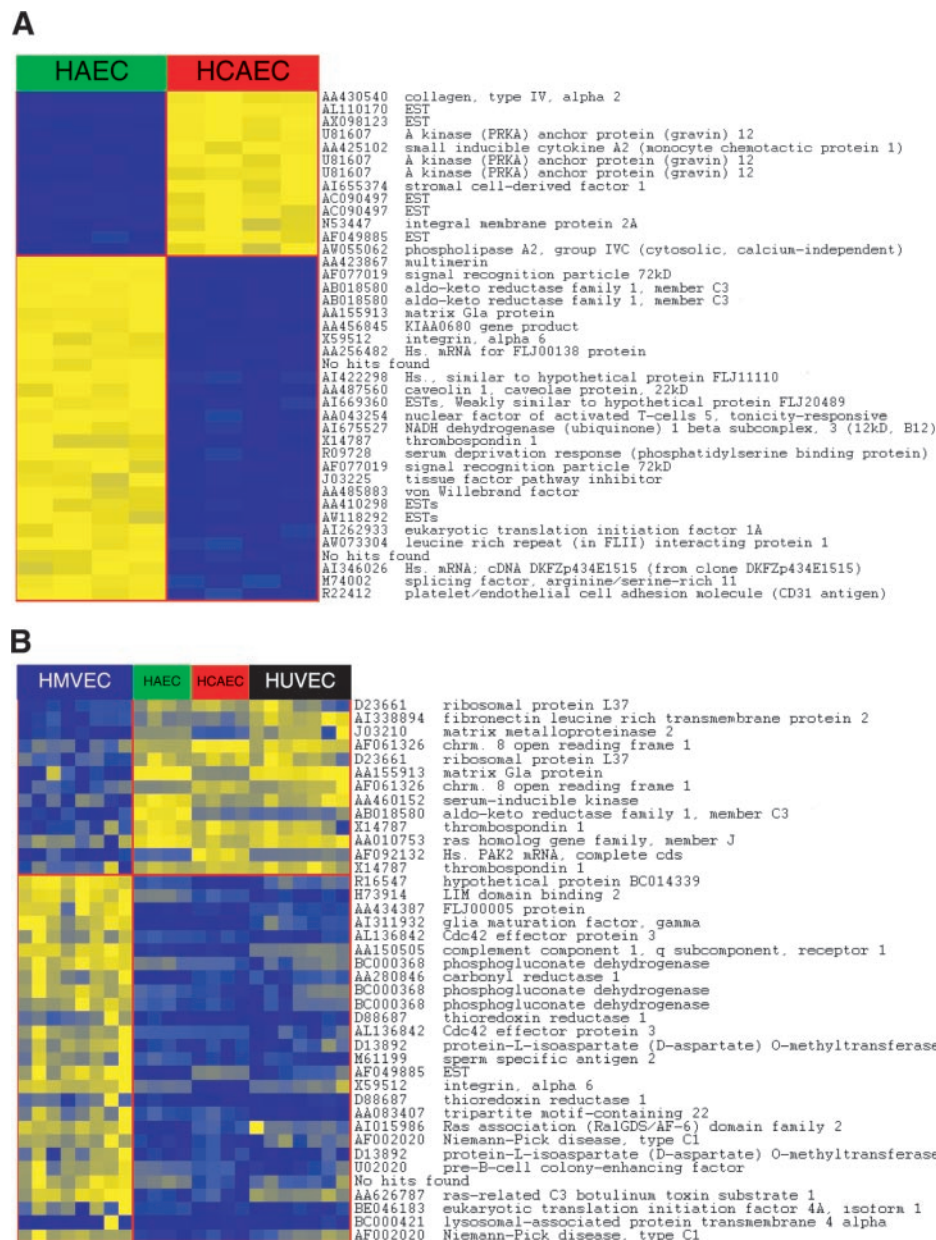 A
HAEC HCAEC
AA430540 collagen, type IV, alpha 2
AL110170 EST
AX098123 EST
U81607 A kinase (PRKA) anchor protein (gravin) 12
AA425102 small inducible cytokine A2 (monocyte chemotactic protein 1)
U81607 A kinase (PRKA) anchor protein (gravin) 12
U81607 A kinase (PRKA) anchor protein (gravin) 12
AI655374 stromal cell-derived factor 1
AC090497 EST
AC090497 EST
N53447 integral membrane protein 2A
AF049885 EST
AW055062 phospholipase A2, group IVC (cytosolic, calcium-independent)
AA423867 multimerin
AF077019 signal recognition particle 72kD
AB018580 aldo-keto reductase family 1, member C3
AB018580 aldo-keto reductase family 1, member C3
AA155913 matrix Gla protein
AA456845 KIAA0680 gene product
X59512 integrin, alpha 6
AA256482 Hs. mRNA for FLJ00138 protein
No hits found
AI422298 Hs., similar to hypothetical protein FLJ11110
AA487560 caveolin 1, caveolae protein, 22kD
AI669360 ESTs, Weakly similar to hypothetical protein FLJ20489
AA043254 nuclear factor of activated T-cells 5, tonicity-responsive
AI675527 NADH dehydrogenase (ubiquinone) 1 beta subcomplex, 3 (12kD, B12)
X14787 thrombospondin 1
R09728 serum deprivation response (phosphatidylserine binding protein)
AF077019 signal recognition particle 72kD
J03225 tissue factor pathway inhibitor
AA485883 von Willebrand factor
AA410298 ESTs
AW118292 ESTs
AI262933 eukaryotic translation initiation factor 1A
AW073304 leucine rich repeat (in FLII) interacting protein 1
No hits found
AI346026 Hs. mRNA; cDNA DKFZp434E1515 (from clone DKFZp434E1515)
M74002 splicing factor, arginine/serine-rich 11
R22412 platelet/endothelial cell adhesion molecule (CD31 antigen)
B
HMVEC HAEC HCAEC HUVEC
D23661 ribosomal protein L37
AI338894 fibronectin leucine rich transmembrane protein 2
J03210 matrix metalloproteinase 2
AF061326 chrm. 8 open reading frame 1
D23661 ribosomal protein L37
AA155913 matrix Gla protein
AF061326 chrm. 8 open reading frame 1
AA460152 serum-inducible kinase
AB018580 aldo-keto reductase family 1, member C3
X14787 thrombospondin 1
AA010753 ras homolog gene family, member J
AF092132 Hs. PAK2 mRNA, complete cds
X14787 thrombospondin 1
R16547 hypothetical protein BC014339
H73914 LIM domain binding 2
AA434387 FLJ00005 protein
AI311932 glia maturation factor, gamma
AL136842 Cdc42 effector protein 3
AA150505 complement component 1, q subcomponent, receptor 1
BC000368 phosphogluconate dehydrogenase
AA280846 carbonyl reductase 1
BC000368 phosphogluconate dehydrogenase
BC000368 phosphogluconate dehydrogenase
D88687 thioredoxin reductase 1
AL136842 Cdc42 effector protein 3
D13892 protein-L-isoaspartate (D-aspartate) O-methyltransferase
M61199 sperm specific antigen 2
AF049885 EST
X59512 integrin, alpha 6
D88687 thioredoxin reductase 1
AA083407 tripartite motif-containing 22
AI015986 Ras association (RalGDS/AF-6) domain family 2
AF002020 Niemann-Pick disease, type C1
D13892 protein-L-isoaspartate (D-aspartate) O-methyltransferase
U02020 pre-B-cell colony-enhancing factor
No hits found
AA626787 ras-related C3 botulinum toxin substrate 1
BE046183 eukaryotic translation initiation factor 4A, isoform 1
BC000421 lysosomal-associated protein transmembrane 4 alpha
AF002020 Niemann-Pick disease, type C1